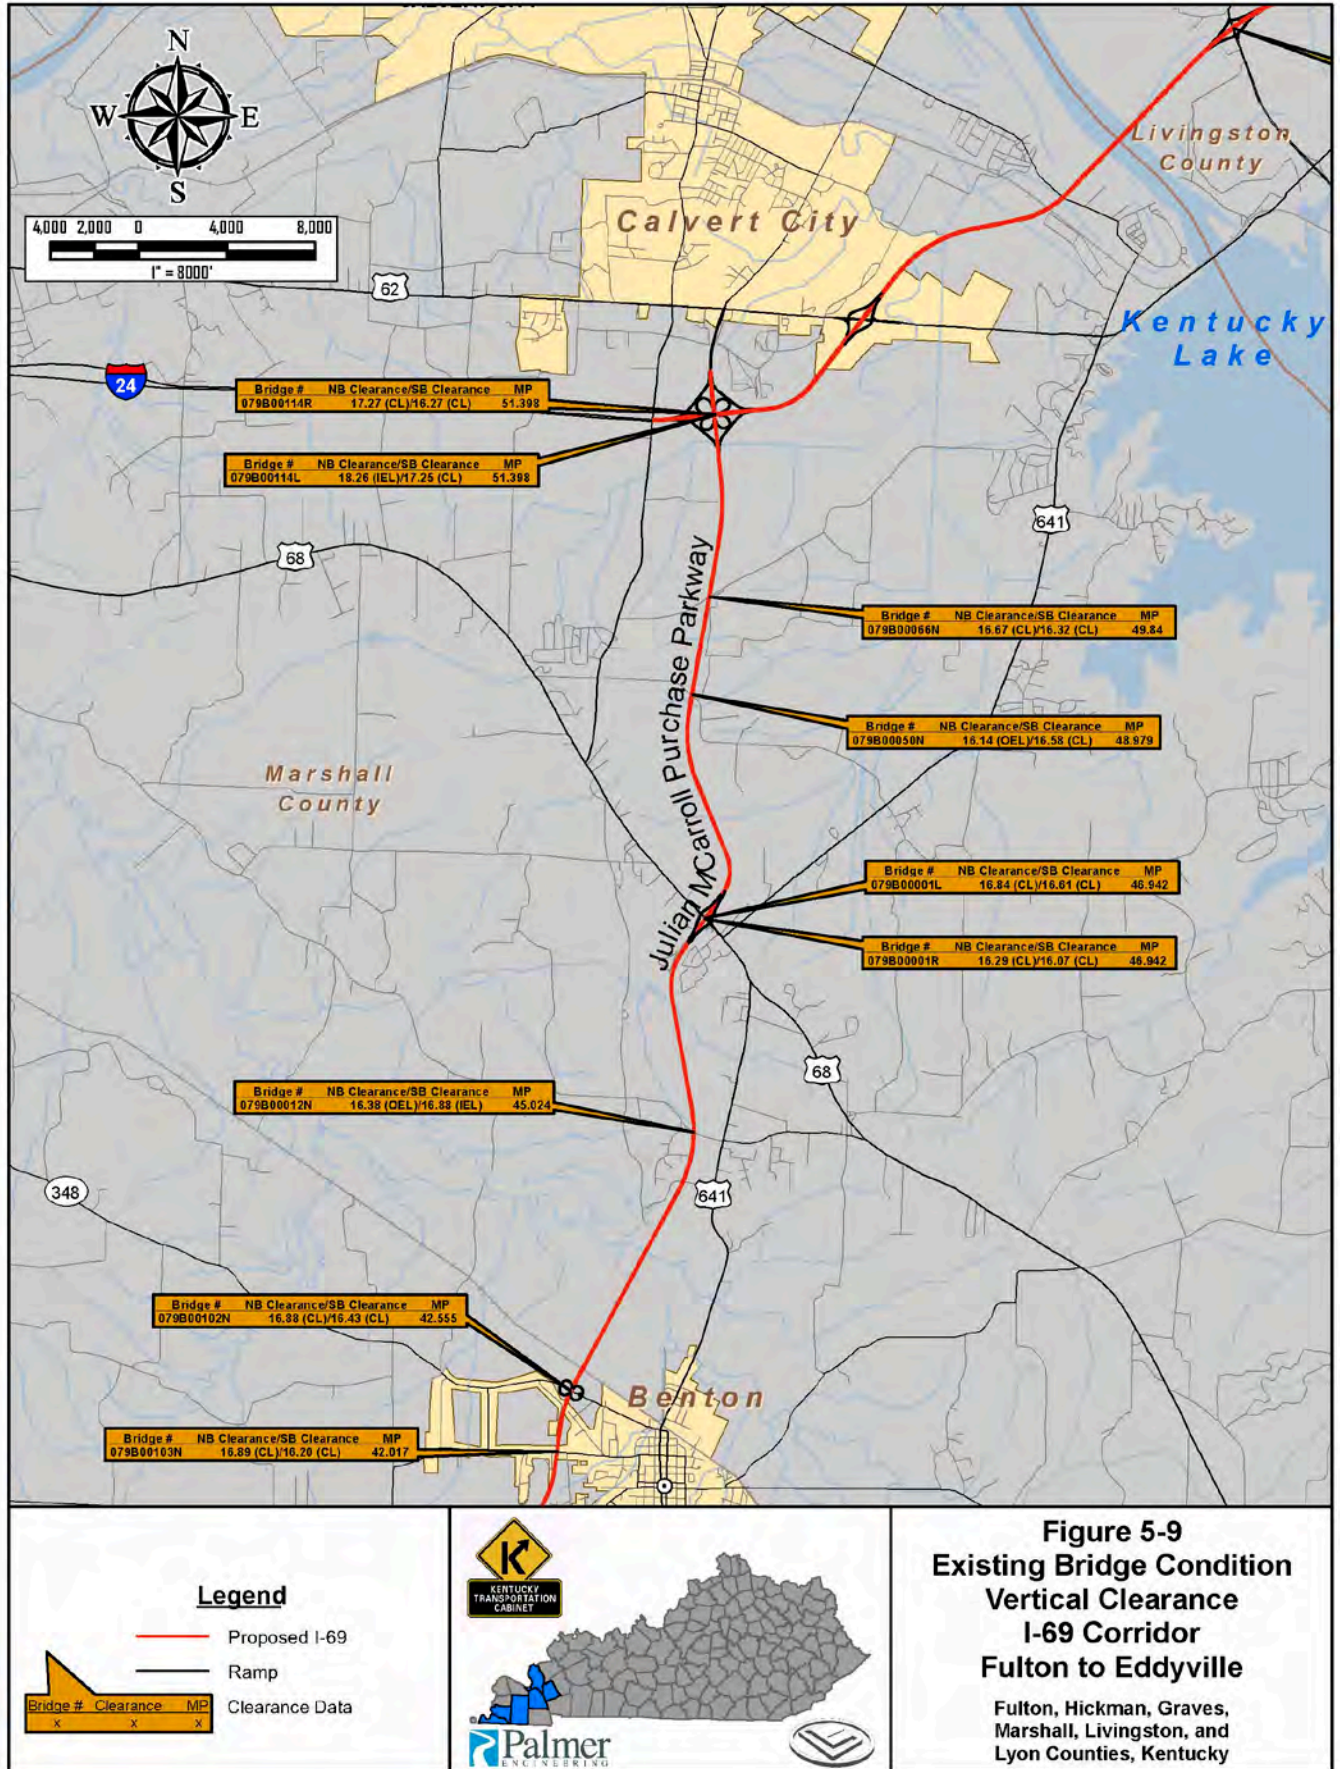 N
W E
S
4,000 2,000 0 4,000 8,000
1" = 8000'
Livingston
County
Calvert City
62
Kentucky
Lake
24
Bridge # NB Clearance/SB Clearance MP
079B00114R 17.27 (CL)/16.27 (CL) 51.398
Bridge # NB Clearance/SB Clearance MP
079B00114L 18.26 (IEL)/17.25 (CL) 51.398
641
68
Bridge # NB Clearance/SB Clearance MP
079B00066N 16.67 (CL)/16.32 (CL) 49.84
Julian M Carroll Purchase Parkway
Bridge # NB Clearance/SB Clearance MP
079B00050N 16.14 (OEL)/16.58 (CL) 48.979
Marshall
County
Bridge # NB Clearance/SB Clearance MP
079B00001L 16.84 (CL)/16.61 (CL) 46.942
Bridge # NB Clearance/SB Clearance MP
079B00001R 16.29 (CL)/16.07 (CL) 46.942
68
Bridge # NB Clearance/SB Clearance MP
079B00012N 16.38 (OEL)/16.88 (IEL) 45.024
348
641
Bridge # NB Clearance/SB Clearance MP
079B00102N 16.88 (CL)/16.43 (CL) 42.555
Benton
Bridge # NB Clearance/SB Clearance MP
079B00103N 16.89 (CL)/16.20 (CL) 42.017
Legend
Proposed I-69
Ramp
Clearance Data
Bridge # Clearance MP
x x x
KENTUCKY
TRANSPORTATION
CABINET
Palmer
ENGINEERING
Figure 5-9
Existing Bridge Condition
Vertical Clearance
I-69 Corridor
Fulton to Eddyville
Fulton, Hickman, Graves,
Marshall, Livingston, and
Lyon Counties, Kentucky